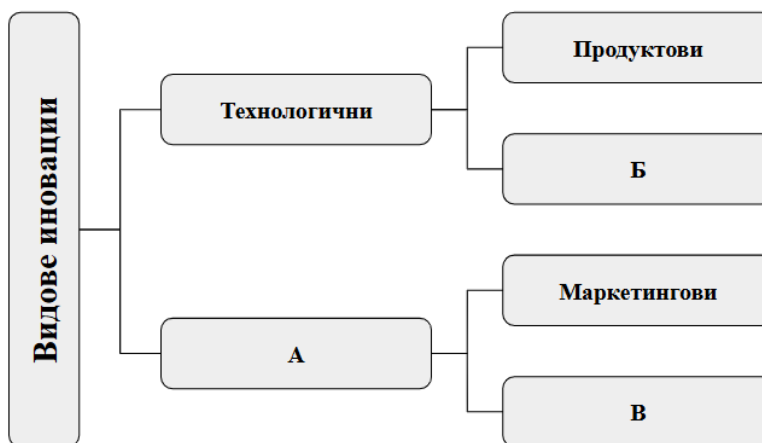 Видове иновации
Технологични
Продуктови
Б
А
Маркетингови
В